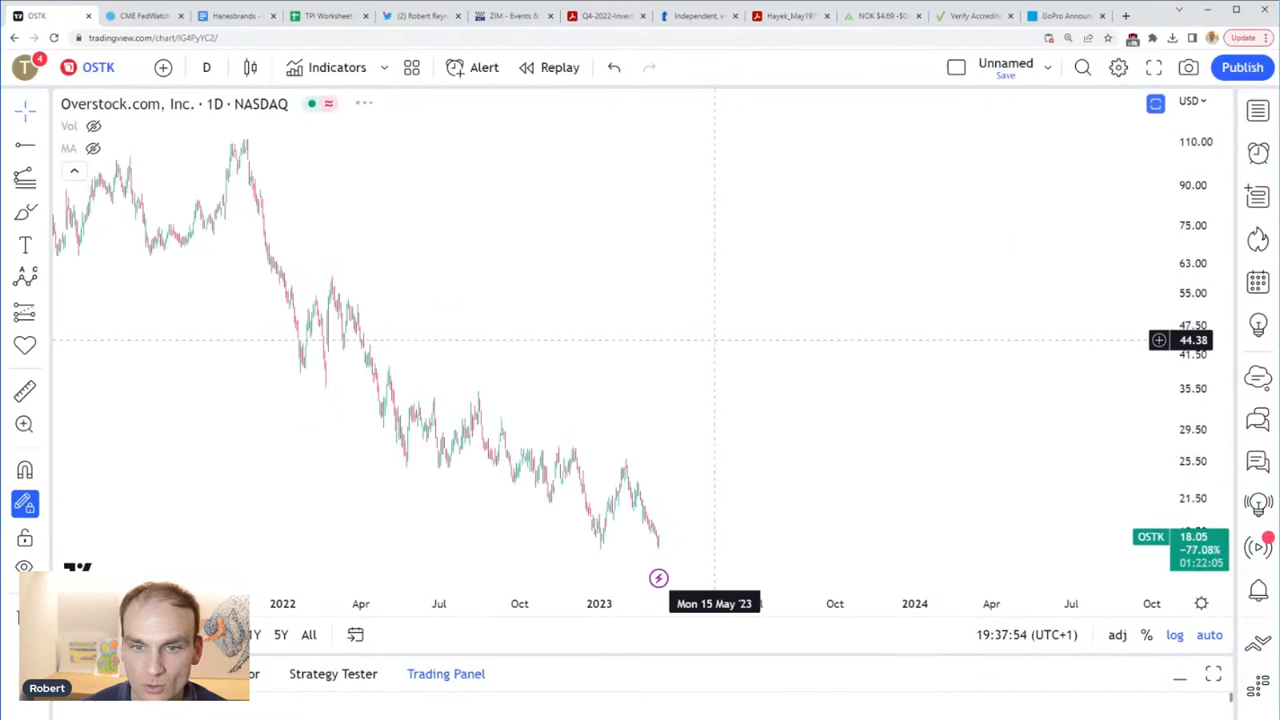 OSTK
CME FedWatch
Hanesbrands -
TPI Worksheet
(2) Robert Reyn
ZIM - Events &
Q4-2022-Invest
Independent, v
Hayek_May197
NOK $4.69 -$0
Verify Accredite
GoPro Announ
tradingview.com/chart/IG4PyYC2/
Update
T
4
OSTK
D
Indicators
Alert
Replay
Unnamed
Save
Publish
Overstock.com, Inc. · 1D · NASDAQ
USD
Vol
MA
110.00
90.00
75.00
63.00
55.00
47.50
44.38
41.50
35.50
29.50
25.50
21.50
OSTK
18.05
−77.08%
01:22:05
2022
Apr
Jul
Oct
2023
Mon 15 May '23
Oct
2024
Apr
Jul
Oct
1Y
5Y
All
19:37:54 (UTC+1)
adj
%
log
auto
Strategy Tester
Trading Panel
Robert